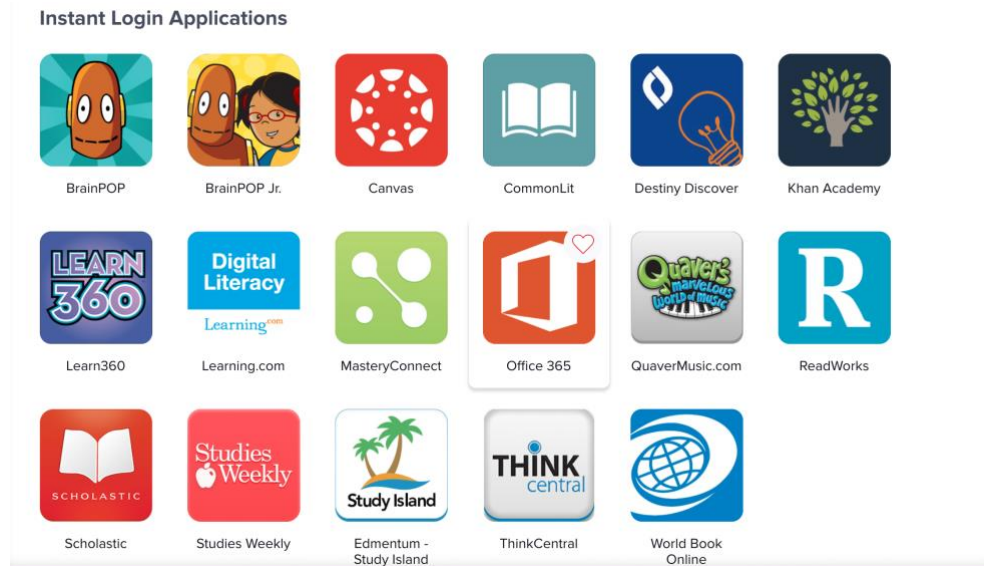 Instant Login Applications
BrainPOP
BrainPOP Jr.
Canvas
CommonLit
Destiny Discover
Khan Academy
LEARN
360
Digital
Literacy
Learning.com
Quaver's
marvelous
World of Music
R
Learn360
Learning.com
MasteryConnect
Office 365
QuaverMusic.com
ReadWorks
SCHOLASTIC
Studies
Weekly
Study Island
THINK
central
Scholastic
Studies Weekly
Edmentum -
Study Island
ThinkCentral
World Book
Online